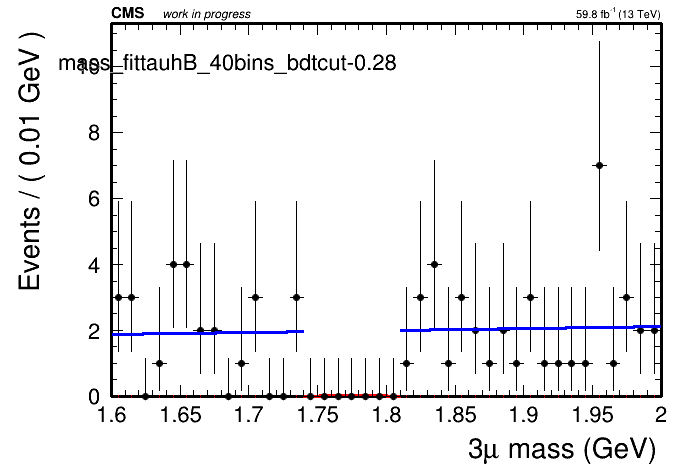 CMS work in progress 59.8 fb⁻¹ (13 TeV)
mass_fittauhB_40bins_bdtcut-0.28
Events / ( 0.01 GeV )
10
8
6
4
2
0
1.6 1.65 1.7 1.75 1.8 1.85 1.9 1.95 2
3μ mass (GeV)